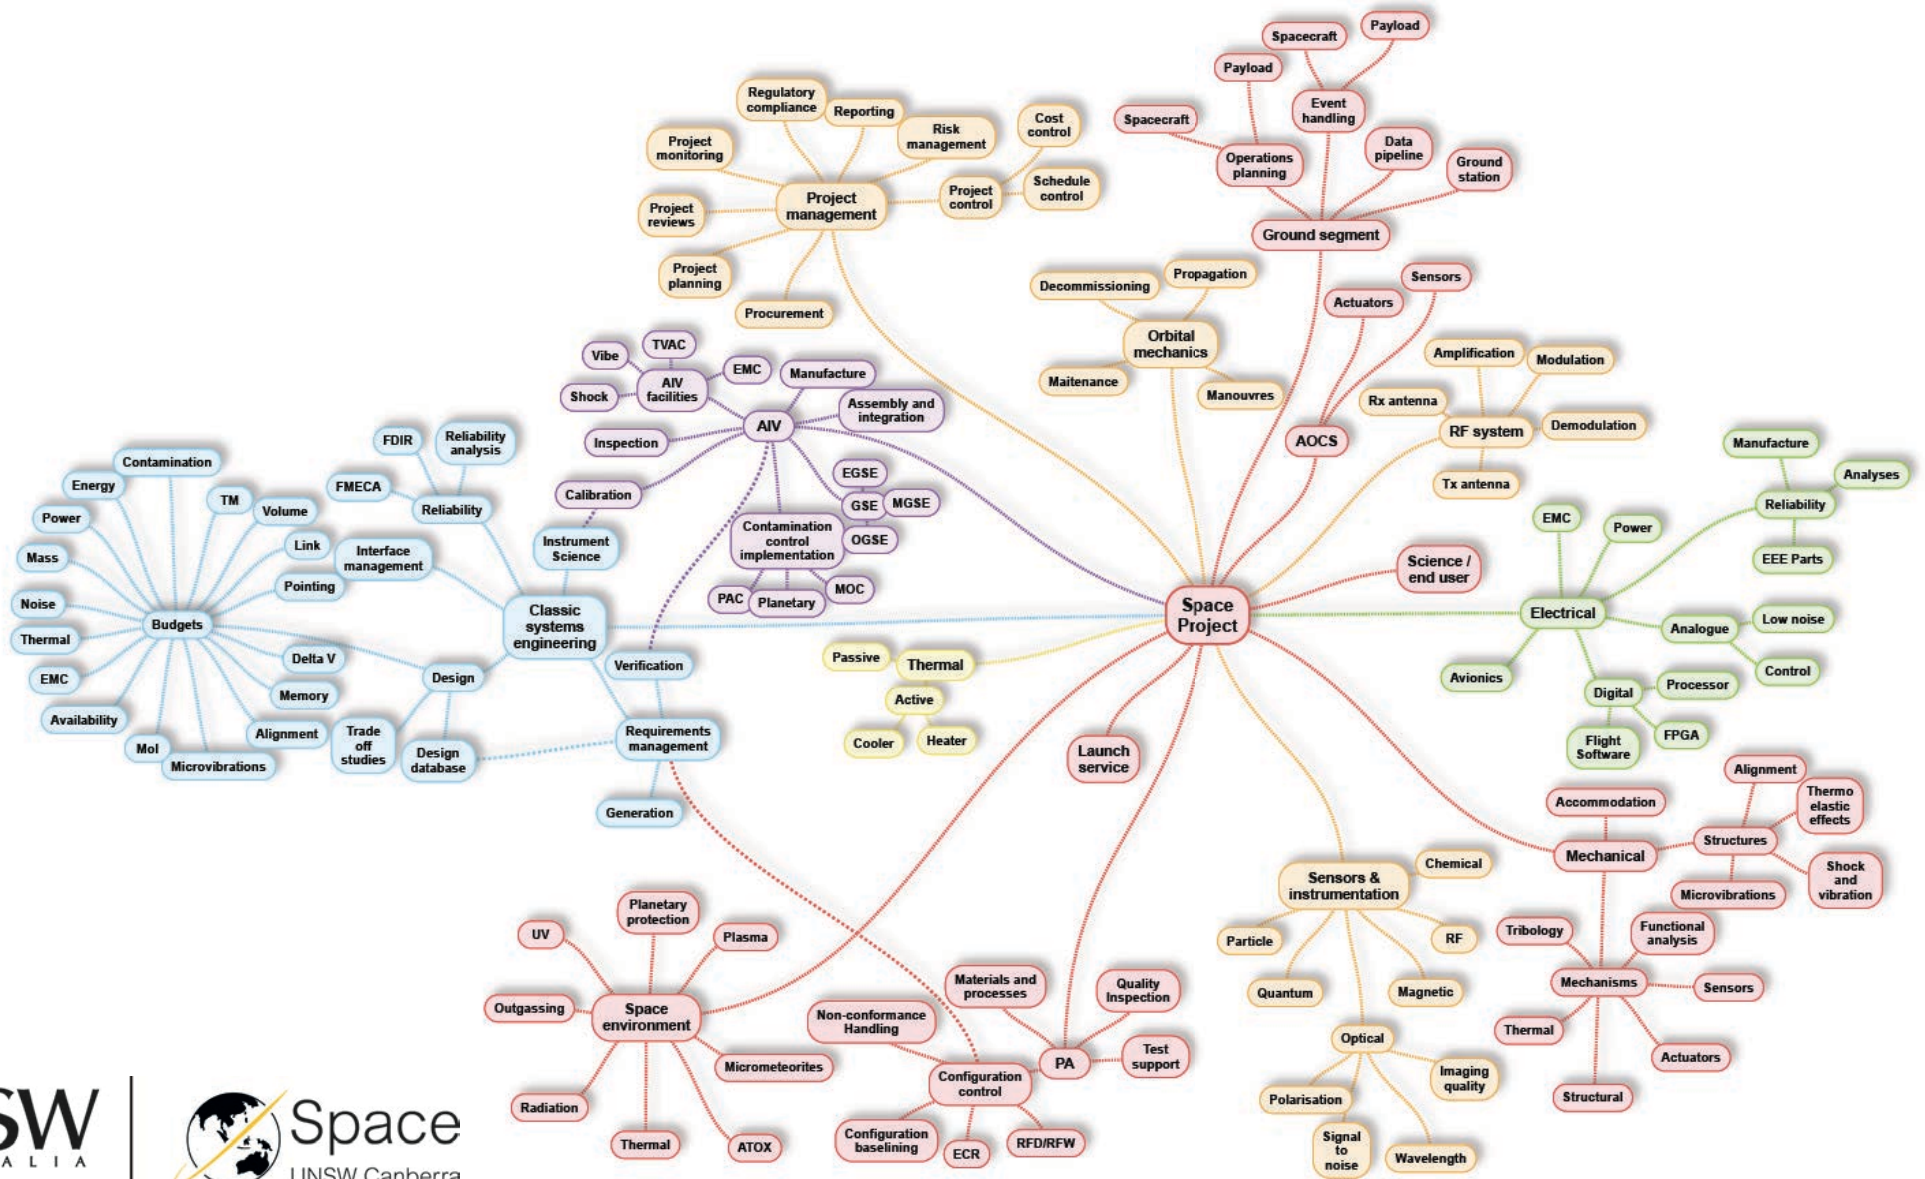 Space
Project
Project
management
Regulatory
compliance
Reporting
Risk
management
Project
monitoring
Project
reviews
Project
planning
Procurement
Project
control
Cost
control
Schedule
control
Ground segment
Operations
planning
Spacecraft
Payload
Event
handling
Spacecraft
Payload
Data
pipeline
Ground
station
Orbital
mechanics
Decommissioning
Propagation
Maitenance
Manouvres
AOCS
Actuators
Sensors
RF system
Amplification
Modulation
Rx antenna
Demodulation
Tx antenna
Science /
end user
Electrical
EMC
Power
Reliability
Manufacture
Analyses
EEE Parts
Analogue
Low noise
Control
Digital
Processor
FPGA
Flight
Software
Avionics
Mechanical
Accommodation
Structures
Alignment
Thermo
elastic
effects
Shock
and
vibration
Microvibrations
Mechanisms
Tribology
Functional
analysis
Sensors
Actuators
Structural
Thermal
Sensors &
instrumentation
Chemical
RF
Magnetic
Particle
Quantum
Optical
Imaging
quality
Polarisation
Signal
to
noise
Wavelength
Launch
service
PA
Materials and
processes
Quality
Inspection
Test
support
Configuration
control
Non-conformance
Handling
Configuration
baselining
ECR
RFD/RFW
Space
environment
UV
Planetary
protection
Plasma
Outgassing
Micrometeorites
Radiation
Thermal
ATOX
Thermal
Passive
Active
Cooler
Heater
AIV
AIV
facilities
Vibe
TVAC
EMC
Shock
Manufacture
Assembly and
integration
Inspection
Calibration
GSE
EGSE
MGSE
OGSE
Contamination
control
implementation
PAC
Planetary
MOC
Classic
systems
engineering
Instrument
Science
Reliability
FDIR
Reliability
analysis
FMECA
Interface
management
Design
Trade
off
studies
Design
database
Requirements
management
Verification
Generation
Budgets
Contamination
Energy
Power
Mass
Noise
Thermal
EMC
Availability
MoI
Microvibrations
Alignment
Memory
Delta V
Pointing
Link
Volume
TM
SW
ALIA
Space
UNSW Canberra